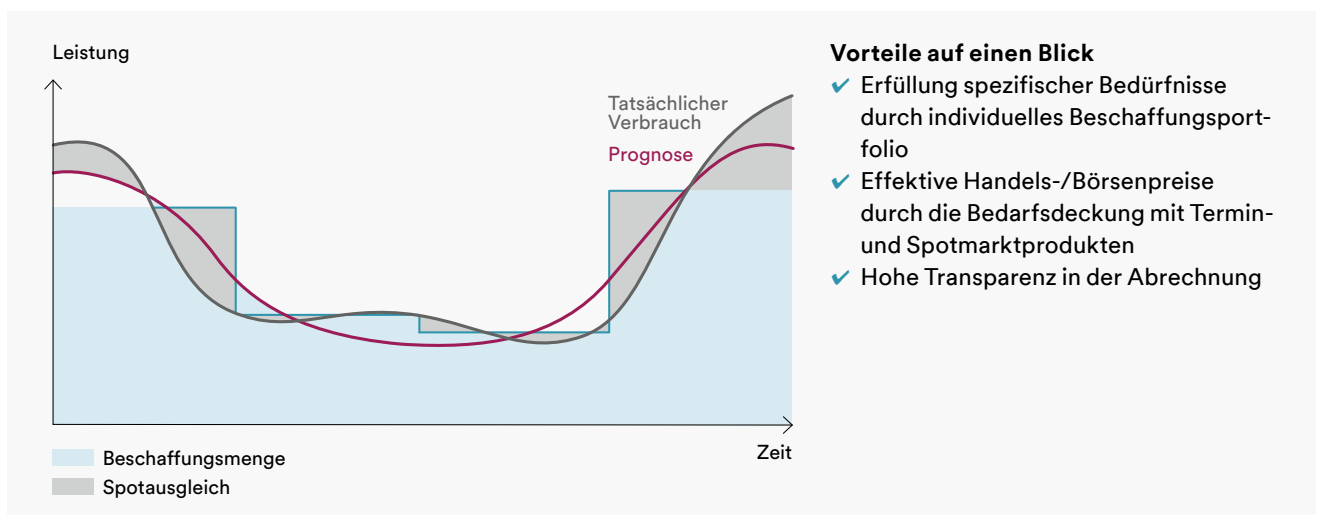 Leistung
Tatsächlicher
Verbrauch
Prognose
Zeit
Beschaffungsmenge
Spotausgleich
Vorteile auf einen Blick
✔ Erfüllung spezifischer Bedürfnisse
durch individuelles Beschaffungsport-
folio
✔ Effektive Handels-/Börsenpreise
durch die Bedarfsdeckung mit Termin-
und Spotmarktprodukten
✔ Hohe Transparenz in der Abrechnung